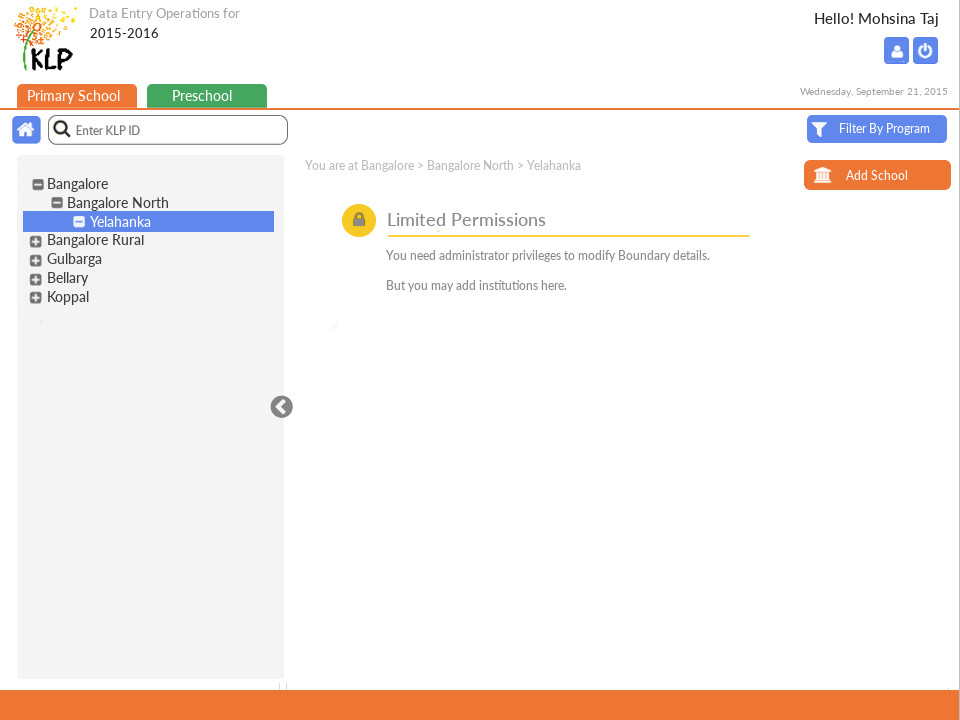 Data Entry Operations for
2015-2016
Hello! Mohsina Taj
KLP
Primary School
Preschool
Wednesday, September 21, 2015
Enter KLP ID
Filter By Program
You are at Bangalore > Bangalore North > Yelahanka
Add School
Bangalore
Bangalore North
Yelahanka
Bangalore Rural
Gulbarga
Bellary
Koppal
Limited Permissions
You need administrator privileges to modify Boundary details.
But you may add institutions here.